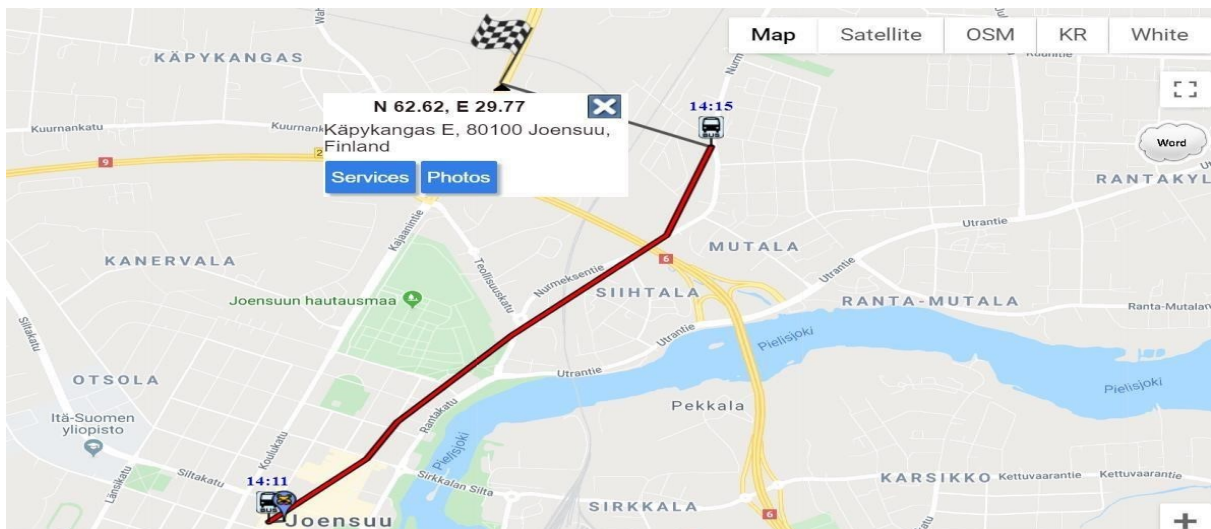 Map Satellite OSM KR White
KÄPYKANGAS
N 62.62, E 29.77
14:15
Käpykangas E, 80100 Joensuu,
Finland
Services Photos
Kuurnankatu
9
Word
RANTAKYL
Utrantie
MUTALA
6
Kajaanintie
KANERVALA
Teollisuuskatu
Nurmeksentie
SIIHTALA
Utrantie
RANTA-MUTALA
Joensuun hautausmaa
Ranta-Mutalan
Siltakatu
Utrantie
Pielisjoki
OTSOLA
Utrantie
Pielisjoki
Rantakatu
Pekkala
Itä-Suomen
yliopisto
Koulukatu
Pielisjoki
Siltakatu
Sirkkalan Silta
KARSIKKO
Kettuvaarantie
Kettuvaarantie
14:11
Länsikatu
BUS
SIRKKALA
6
Joensuu
+